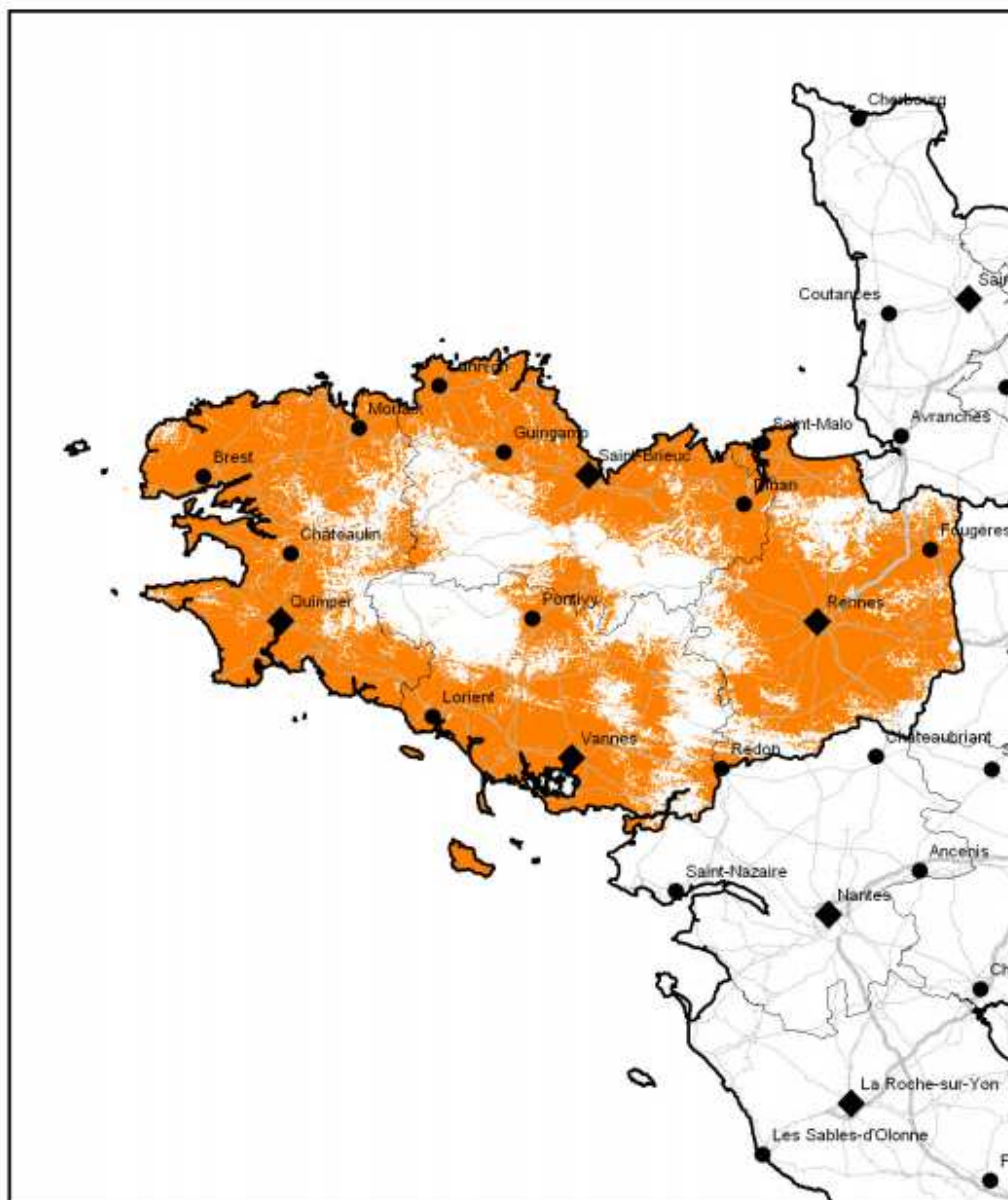 Cherbourg
Coutances
Avranches
Lannion
Morlaix
Guingamp
Saint-Malo
Saint-Brieuc
Brest
Dinan
Fougères
Châteaulin
Quimper
Pontivy
Rennes
Lorient
Vannes
Redon
Châteaubriant
Ancenis
Saint-Nazaire
Nantes
La Roche-sur-Yon
Les Sables-d'Olonne